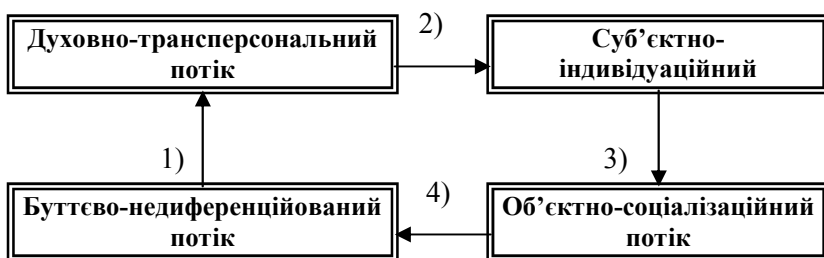 Духовно-трансперсональний
потік
2)
Суб’єктно-
індивідуаційний
1)
3)
Буттєво-недиференційований
потік
4)
Об’єктно-соціалізаційний
потік